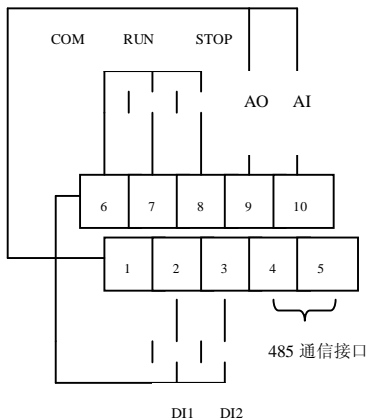 COM RUN STOP
AO AI
6 7 8 9 10
1 2 3 4 5
485 通信接口
DI1 DI2